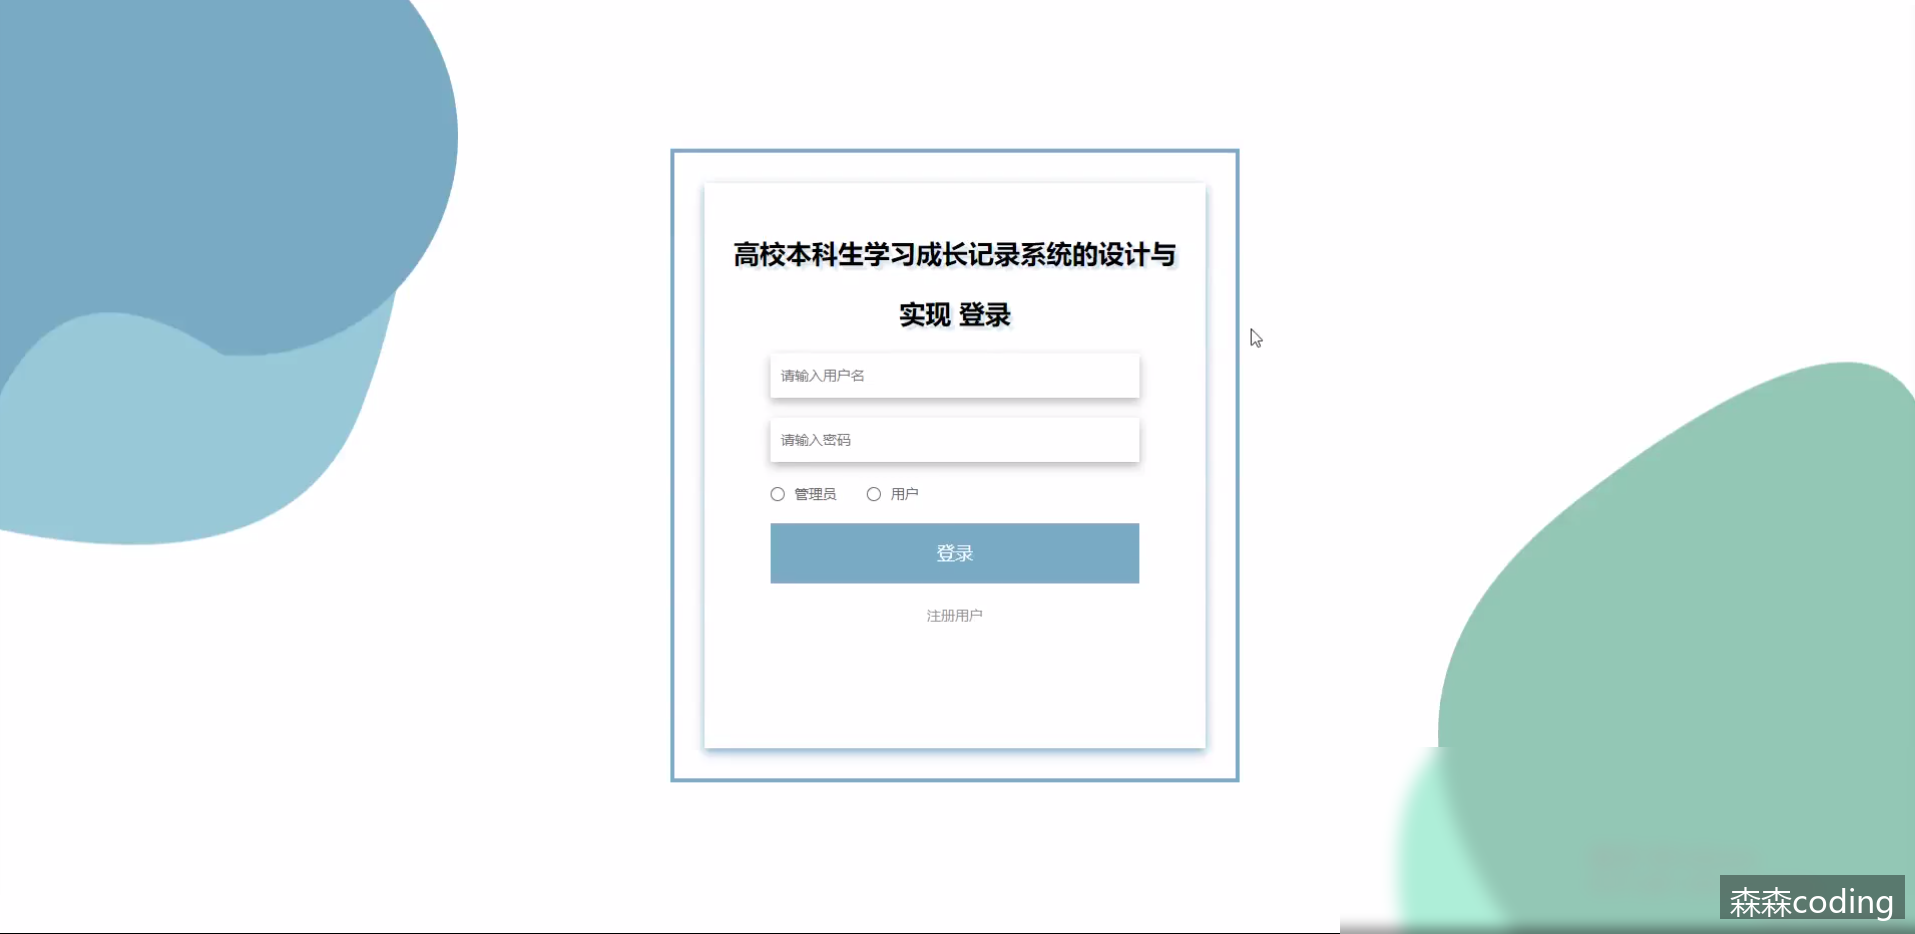 高校本科生学习成长记录系统的设计与
实现 登录
请输入用户名
请输入密码
管理员 用户
登录
注册用户
森森coding